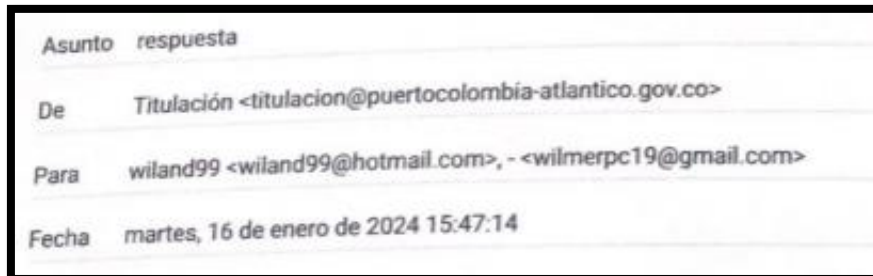 Asunto respuesta
De Titulación <titulacion@puertocolombia-atlantico.gov.co>
Para wiland99 <wiland99@hotmail.com>, - <wilmerpc19@gmail.com>
Fecha martes, 16 de enero de 2024 15:47:14